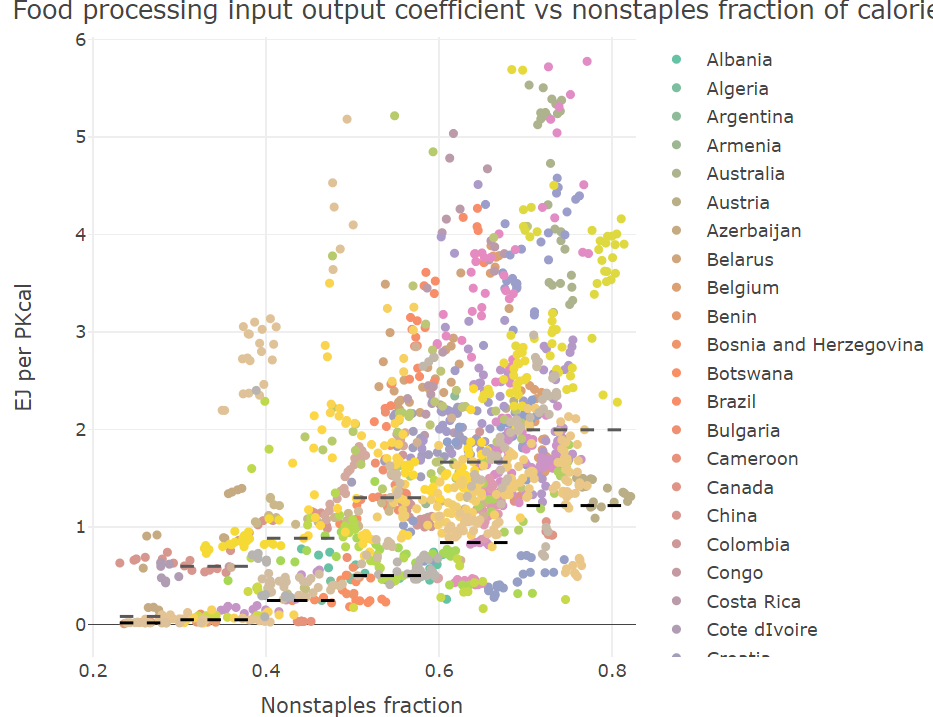 Food processing input output coefficient vs nonstaples fraction of
6
5
4
3
2
1
0
EJ per PKcal
0.2 0.4 0.6 0.8
Nonstaples fraction
Albania
Algeria
Argentina
Armenia
Australia
Austria
Azerbaijan
Belarus
Belgium
Benin
Bosnia and Herzegovina
Botswana
Brazil
Bulgaria
Cameroon
Canada
China
Colombia
Congo
Costa Rica
Cote dIvoire